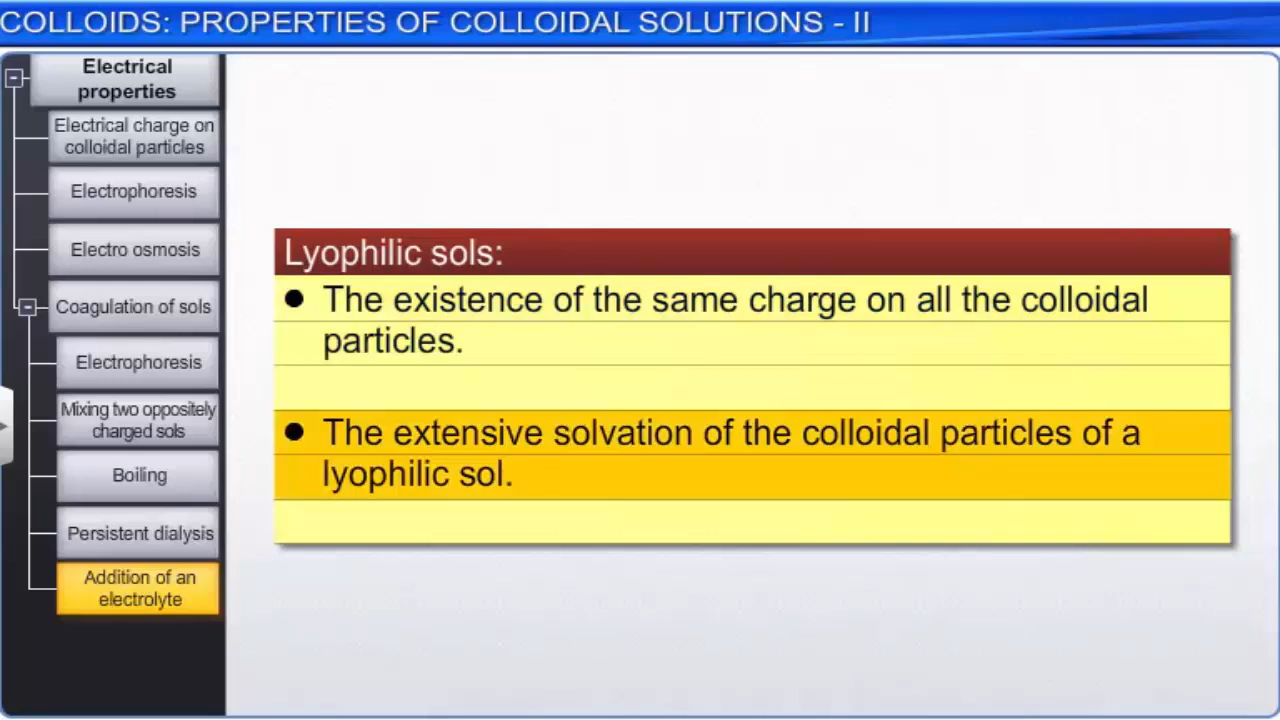 COLLOIDS: PROPERTIES OF COLLOIDAL SOLUTIONS - II
Electrical
properties
Electrical charge on
colloidal particles
Electrophoresis
Electro osmosis
Coagulation of sols
Electrophoresis
Mixing two oppositely
charged sols
Boiling
Persistent dialysis
Addition of an
electrolyte
Lyophilic sols:
● The existence of the same charge on all the colloidal
particles.
● The extensive solvation of the colloidal particles of a
lyophilic sol.